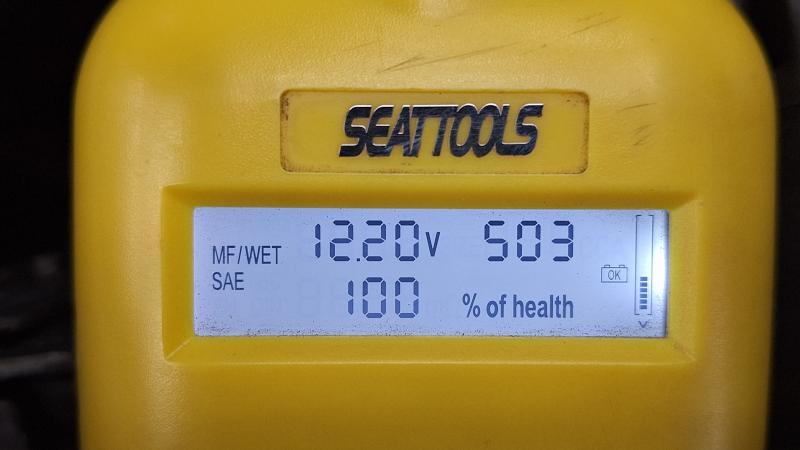 SEATTOOLS
MF/WET 12.20V 503
SAE 100 % of health
OK